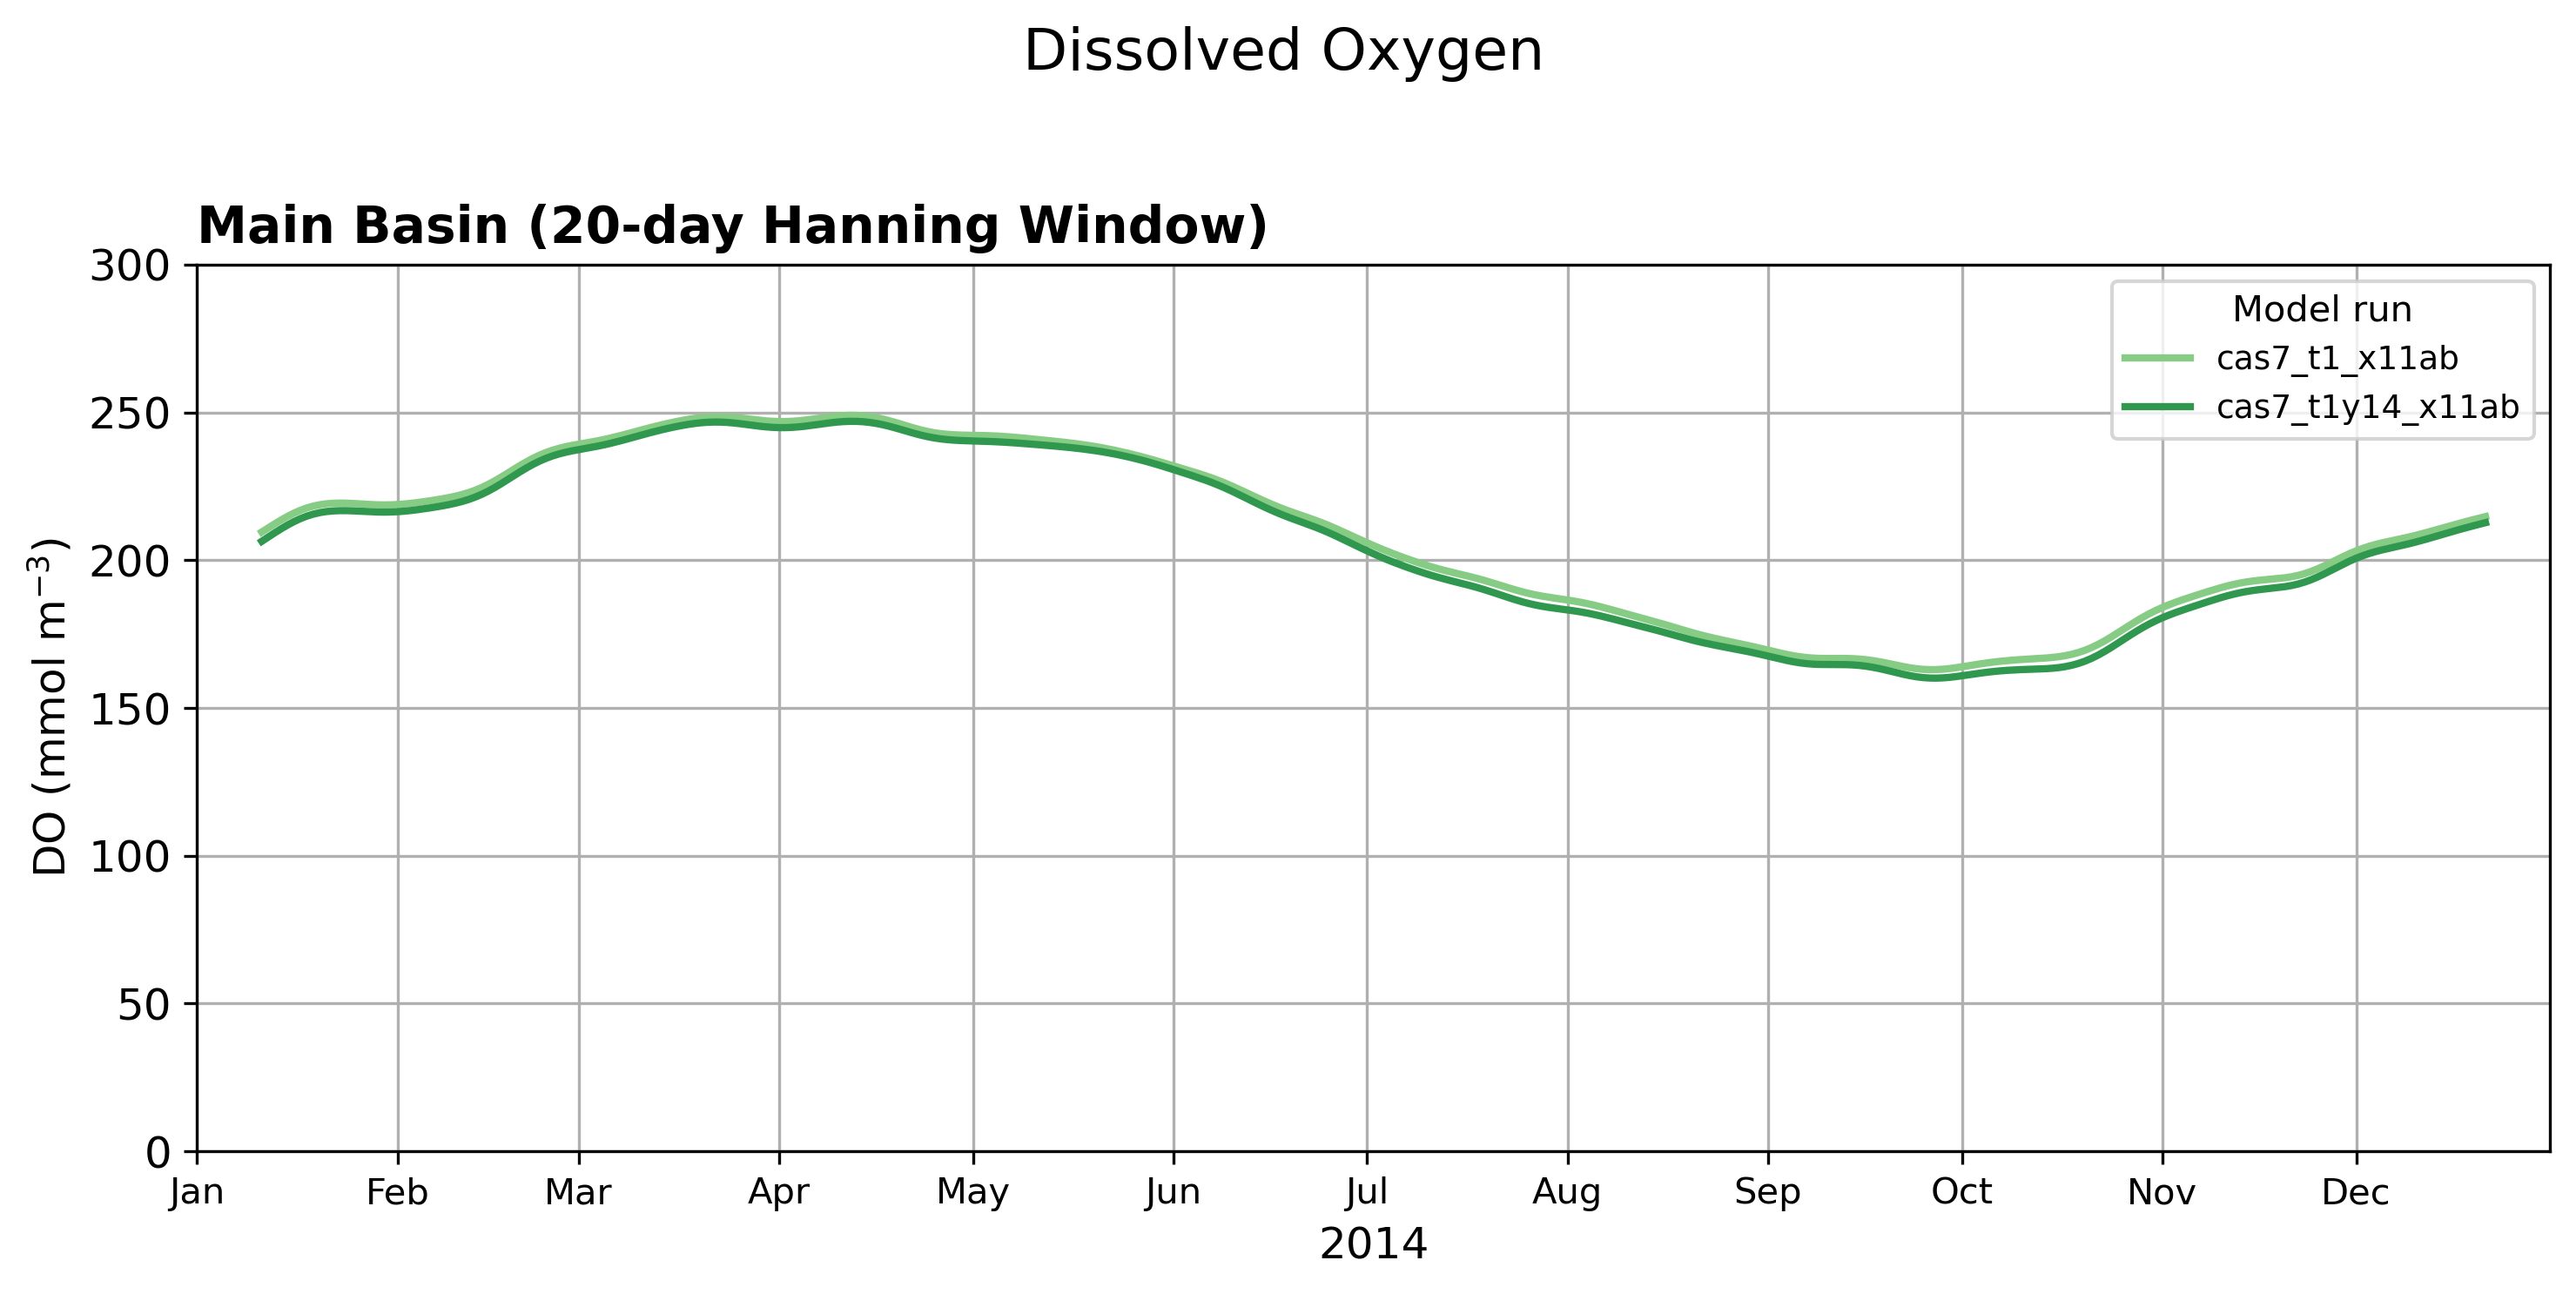 Dissolved Oxygen
Main Basin (20-day Hanning Window)
300
250
200
150
100
50
0
DO (mmol m⁻³)
Model run
cas7_t1_x11ab
cas7_t1y14_x11ab
Jan Feb Mar Apr May Jun Jul Aug Sep Oct Nov Dec
2014